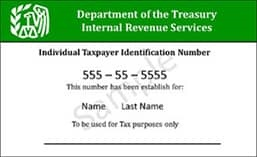 Department of the Treasury
Internal Revenue Services
Individual Taxpayer Identification Number
555 – 55 – 5555
This number has been establish for:
Name Last Name
To be used for Tax purposes only
Sample